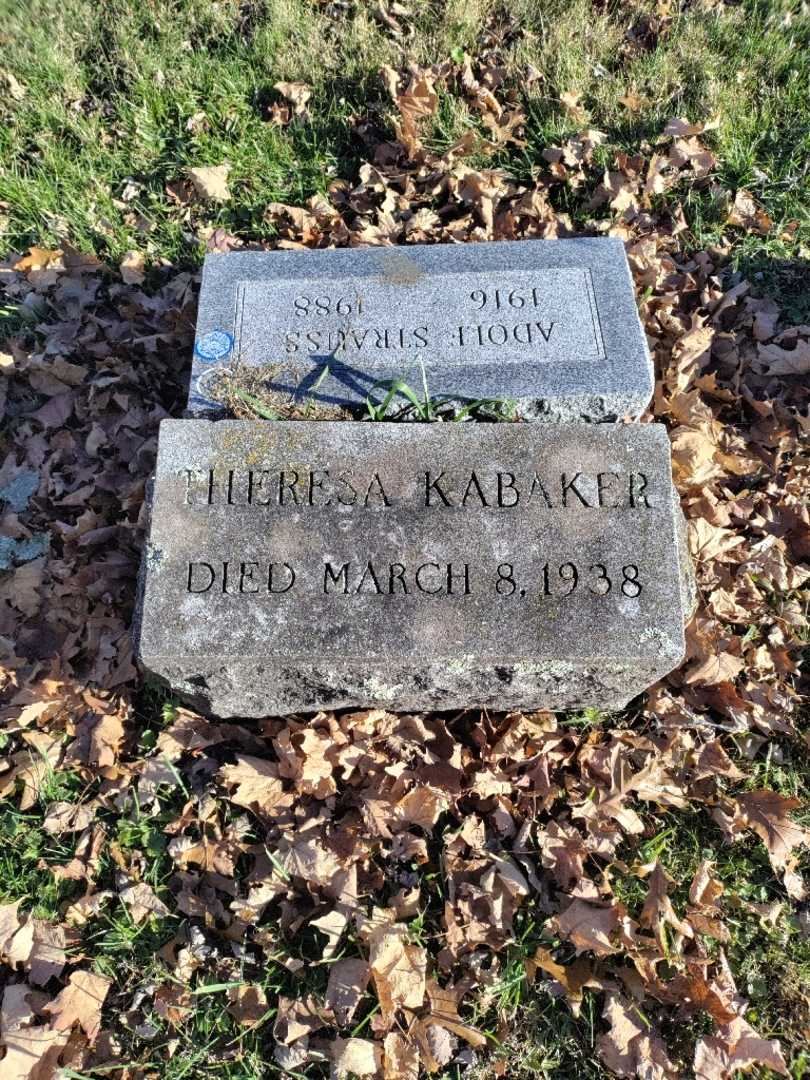 ADOLF STRAUSS
1916 1988
THERESA KABAKER
DIED MARCH 8, 1938